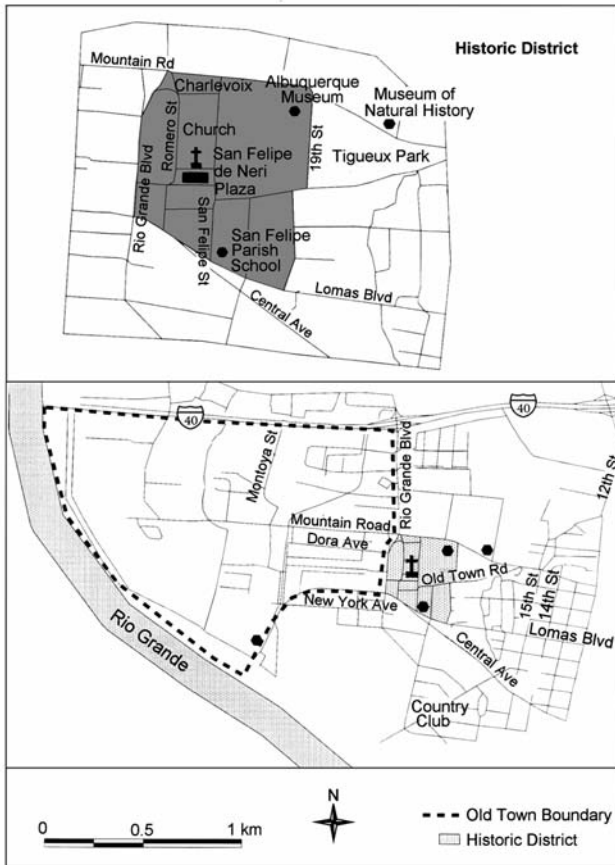 Historic District
Mountain Rd
Charlevoix
Albuquerque
Museum
Museum of
Natural History
Romero St
Church
19th St
San Felipe
de Neri
Plaza
Tigueux Park
Rio Grande Blvd
San Felipe St
San Felipe
Parish
School
Lomas Blvd
Central Ave
40
40
Montoya St
Rio Grande Blvd
12th St
Mountain Road
Dora Ave
Old Town Rd
15th St
14th St
New York Ave
Lomas Blvd
Rio Grande
Central Ave
Country
Club
N
Old Town Boundary
0 0.5 1 km
Historic District